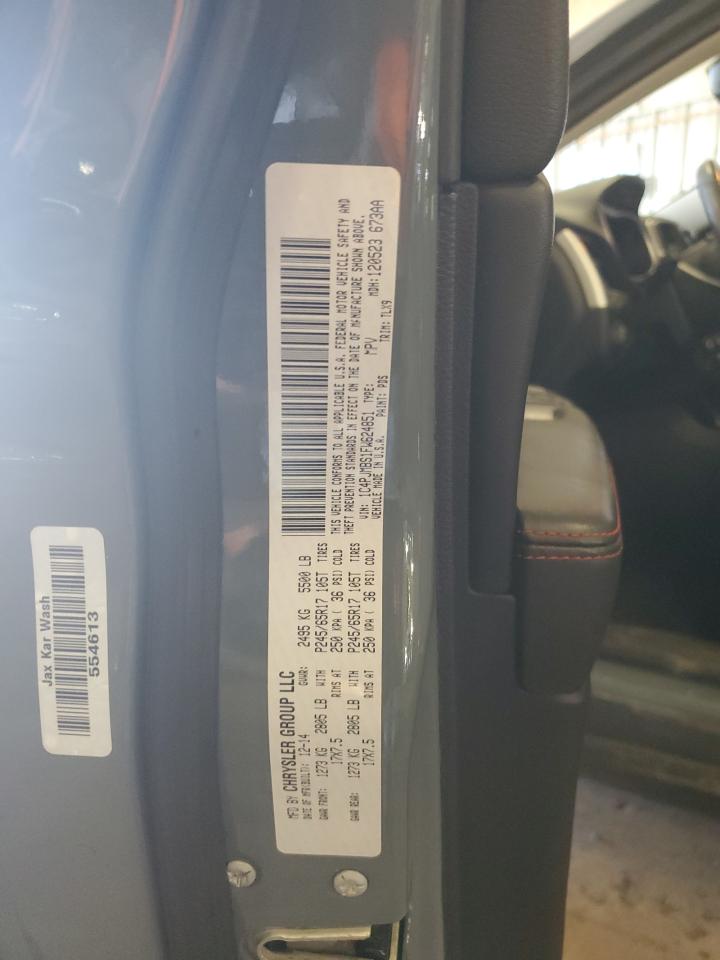 MFD BY CHRYSLER GROUP LLC
DATE OF MFR(BUILT): 12-14 GVWR: 2495 KG 5500 LB
GAWR FRONT: 1273 KG 2805 LB WITH P245/65R17 105T TIRES
17X7.5 RIMS AT 250 KPA ( 36 PSI) COLD
GAWR REAR: 1273 KG 2805 LB WITH P245/65R17 105T TIRES
17X7.5 RIMS AT 250 KPA ( 36 PSI) COLD
THIS VEHICLE CONFORMS TO ALL APPLICABLE U.S.A. FEDERAL MOTOR VEHICLE SAFETY AND
THEFT PREVENTION STANDARDS IN EFFECT ON THE DATE OF MANUFACTURE SHOWN ABOVE.
VIN: 1C4PJMBS1FW624851 TYPE: MPV MDH: 120523 673AA
VEHICLE MADE IN U.S.A. PAINT: PDS TRIM: TLX9
Jax Kar Wash
554613